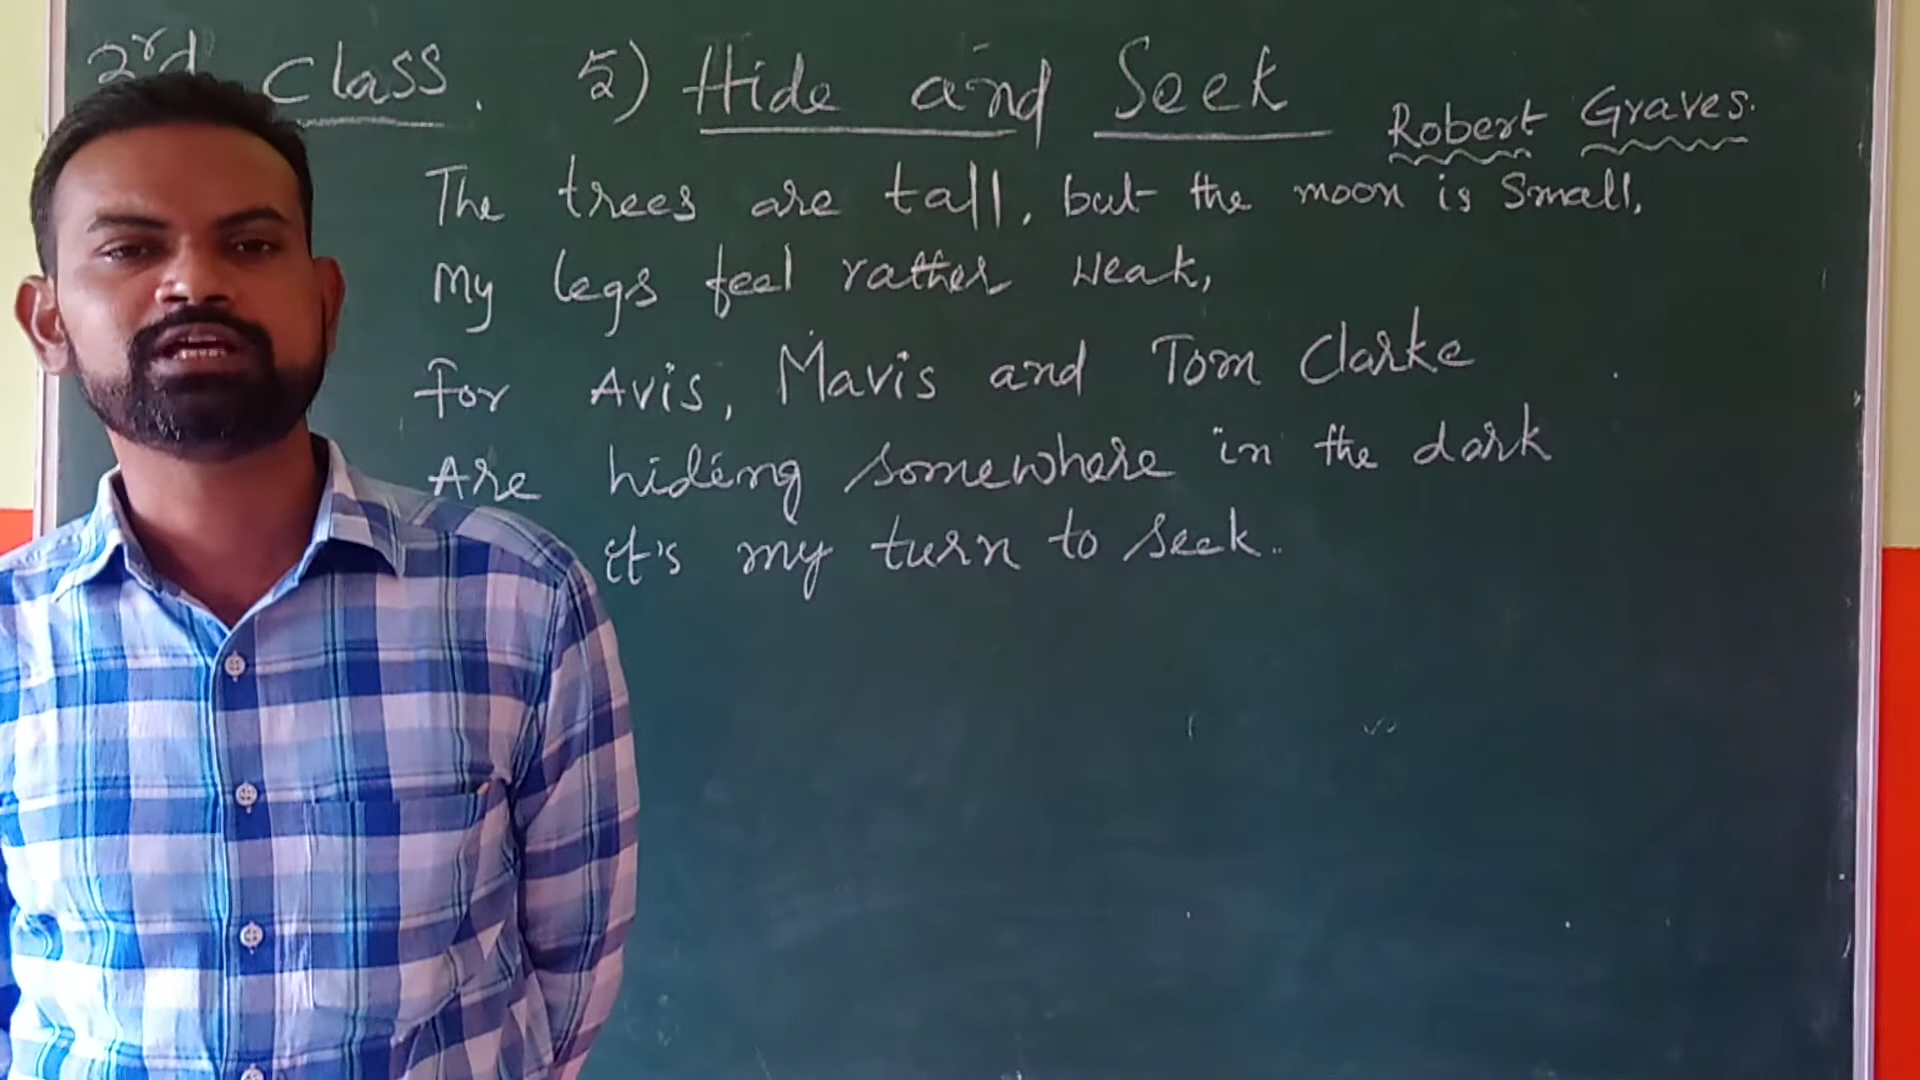 3rd Class. 5) Hide and Seek
Robert Graves.
The trees are tall, but the moon is small,
My legs feel rather weak,
For Avis, Mavis and Tom Clarke
Are hiding somewhere in the dark
it's my turn to seek..